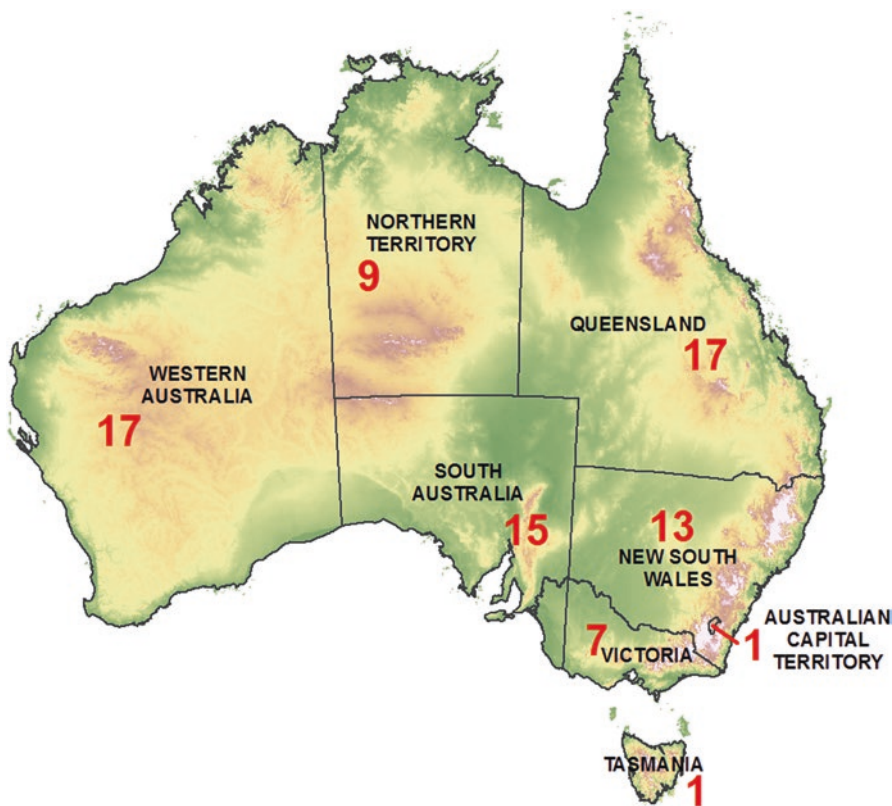 NORTHERN
TERRITORY
9
QUEENSLAND
17
WESTERN
AUSTRALIA
17
SOUTH
AUSTRALIA
15
13
NEW SOUTH
WALES
7
VICTORIA
1
AUSTRALIAN
CAPITAL
TERRITORY
TASMANIA
1